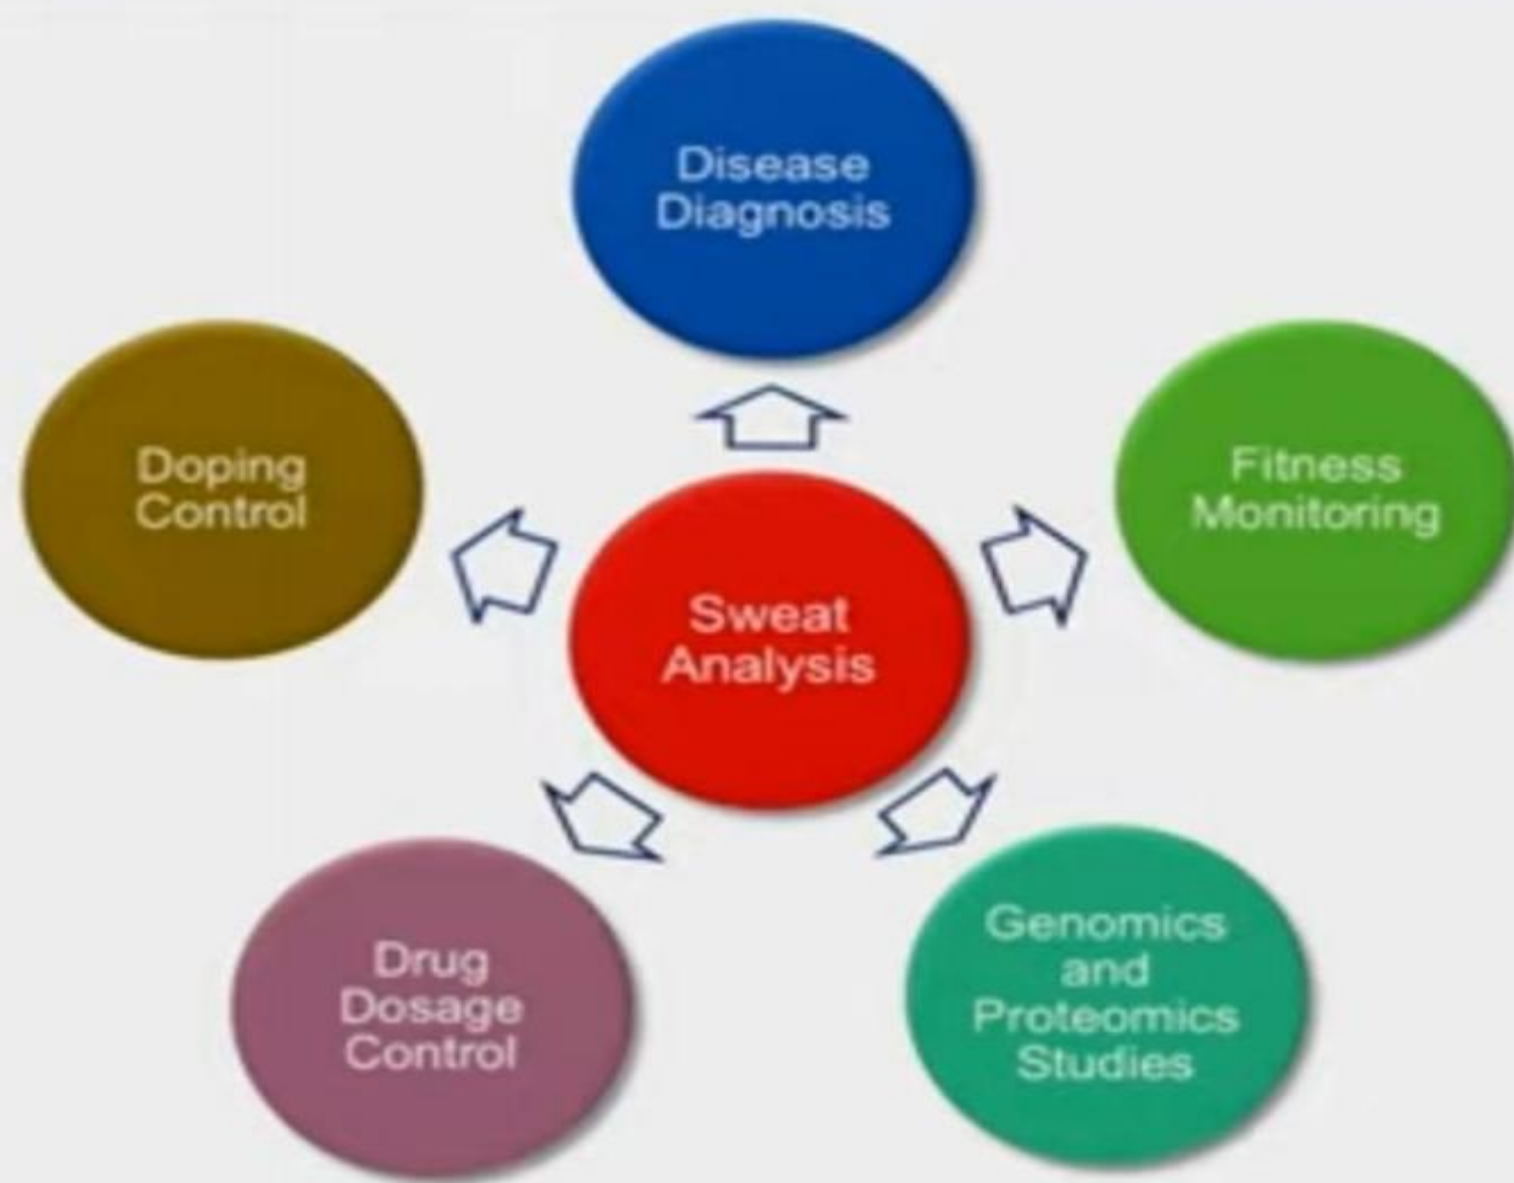 Disease
Diagnosis
Doping
Control
Fitness
Monitoring
Sweat
Analysis
Drug
Dosage
Control
Genomics
and
Proteomics
Studies